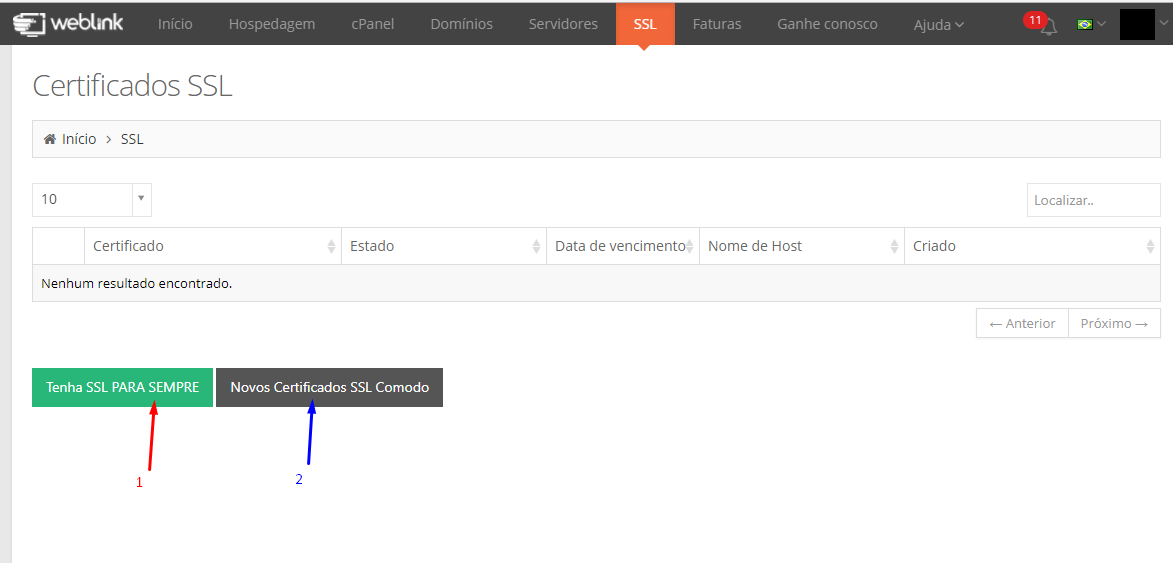 weblink Início Hospedagem cPanel Domínios Servidores SSL Faturas Ganhe conosco Ajuda 11
Certificados SSL
Início > SSL
10 Localizar..
Certificado Estado Data de vencimento Nome de Host Criado
Nenhum resultado encontrado.
← Anterior Próximo →
Tenha SSL PARA SEMPRE Novos Certificados SSL Comodo
1 2